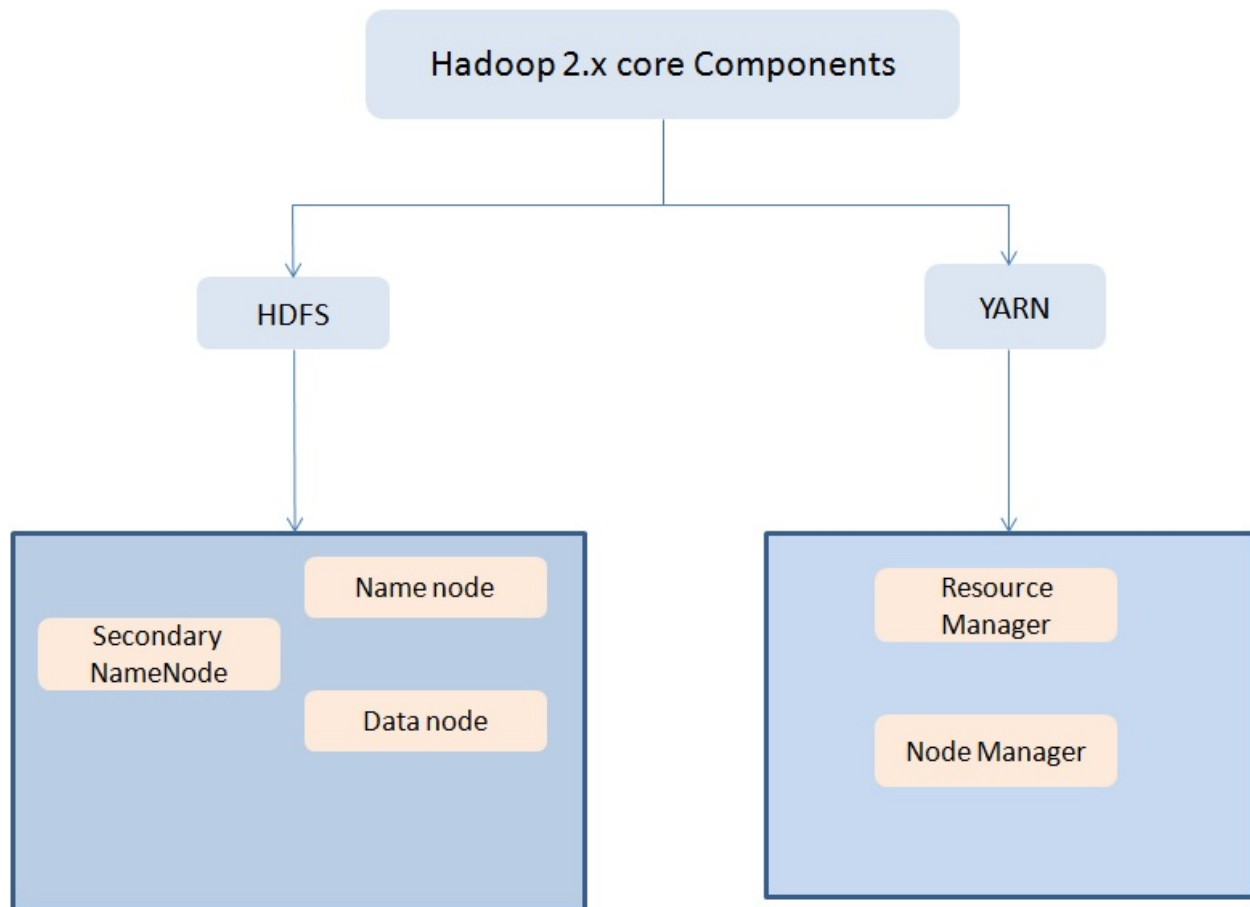 Hadoop 2.x core Components
HDFS
YARN
Name node
Secondary
NameNode
Data node
Resource
Manager
Node Manager